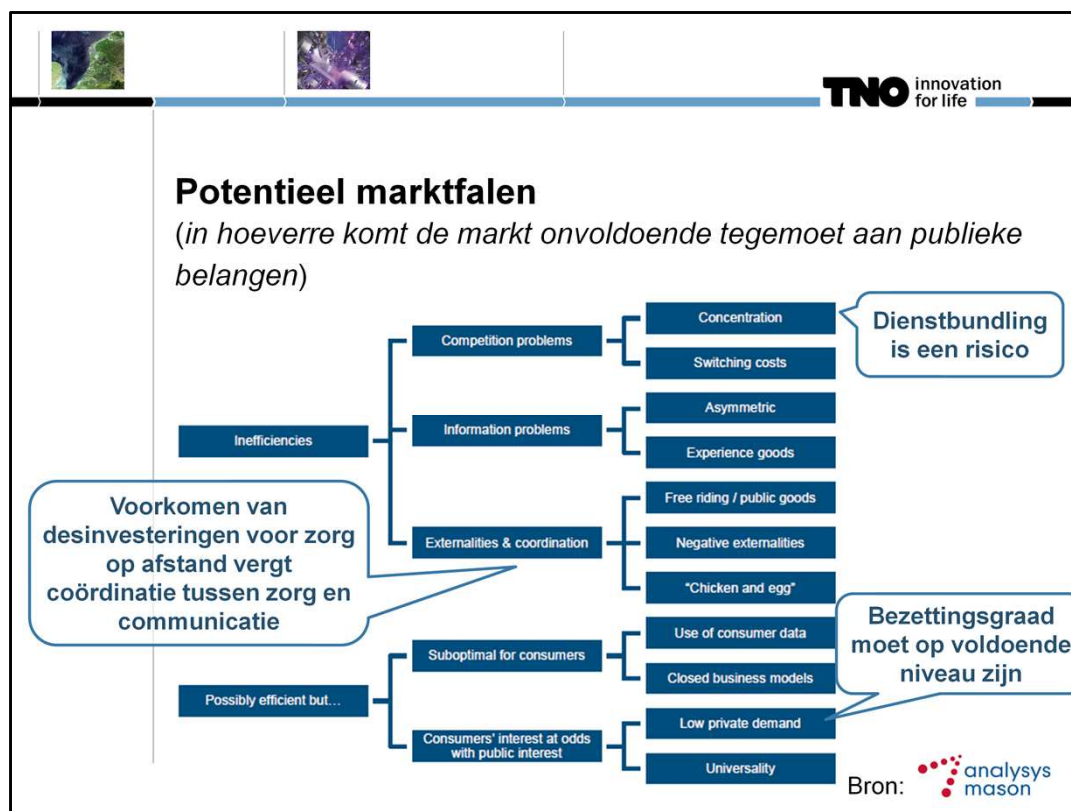 TNO innovation
for life
Potentieel marktfalen
(in hoeverre komt de markt onvoldoende tegemoet aan publieke
belangen)
Concentration
Dienstbundling
is een risico
Competition problems
Switching costs
Asymmetric
Inefficiencies
Information problems
Experience goods
Voorkomen van
desinvesteringen voor zorg
op afstand vergt
coördinatie tussen zorg en
communicatie
Free riding / public goods
Externalities & coordination
Negative externalities
"Chicken and egg"
Bezettingsgraad
moet op voldoende
niveau zijn
Use of consumer data
Suboptimal for consumers
Closed business models
Possibly efficient but…
Low private demand
Consumers' interest at odds
with public interest
Universality
Bron:
analysys
mason